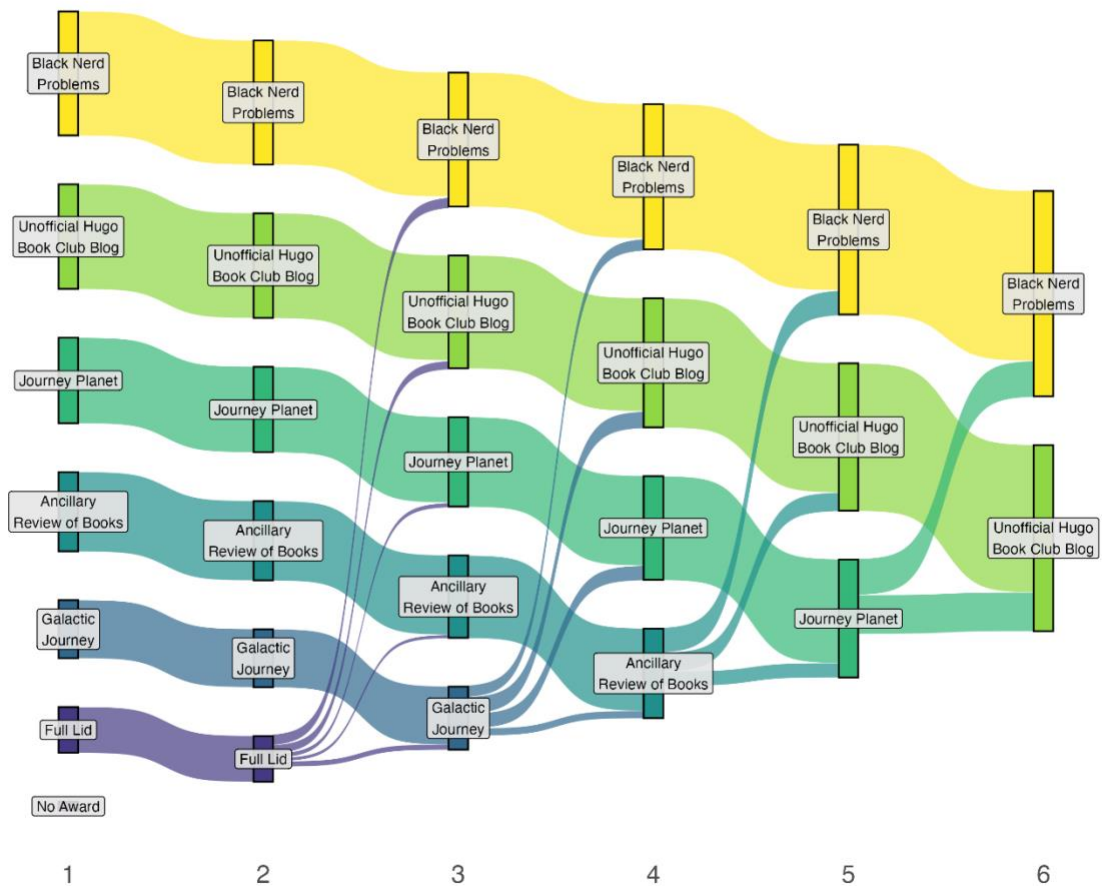 Black Nerd
Problems
Unofficial Hugo
Book Club Blog
Journey Planet
Ancillary
Review of Books
Galactic
Journey
Full Lid
No Award
Black Nerd
Problems
Unofficial Hugo
Book Club Blog
Journey Planet
Ancillary
Review of Books
Galactic
Journey
Full Lid
Black Nerd
Problems
Unofficial Hugo
Book Club Blog
Journey Planet
Ancillary
Review of Books
Galactic
Journey
Black Nerd
Problems
Unofficial Hugo
Book Club Blog
Journey Planet
Ancillary
Review of Books
Black Nerd
Problems
Unofficial Hugo
Book Club Blog
Journey Planet
Black Nerd
Problems
Unofficial Hugo
Book Club Blog
1 2 3 4 5 6